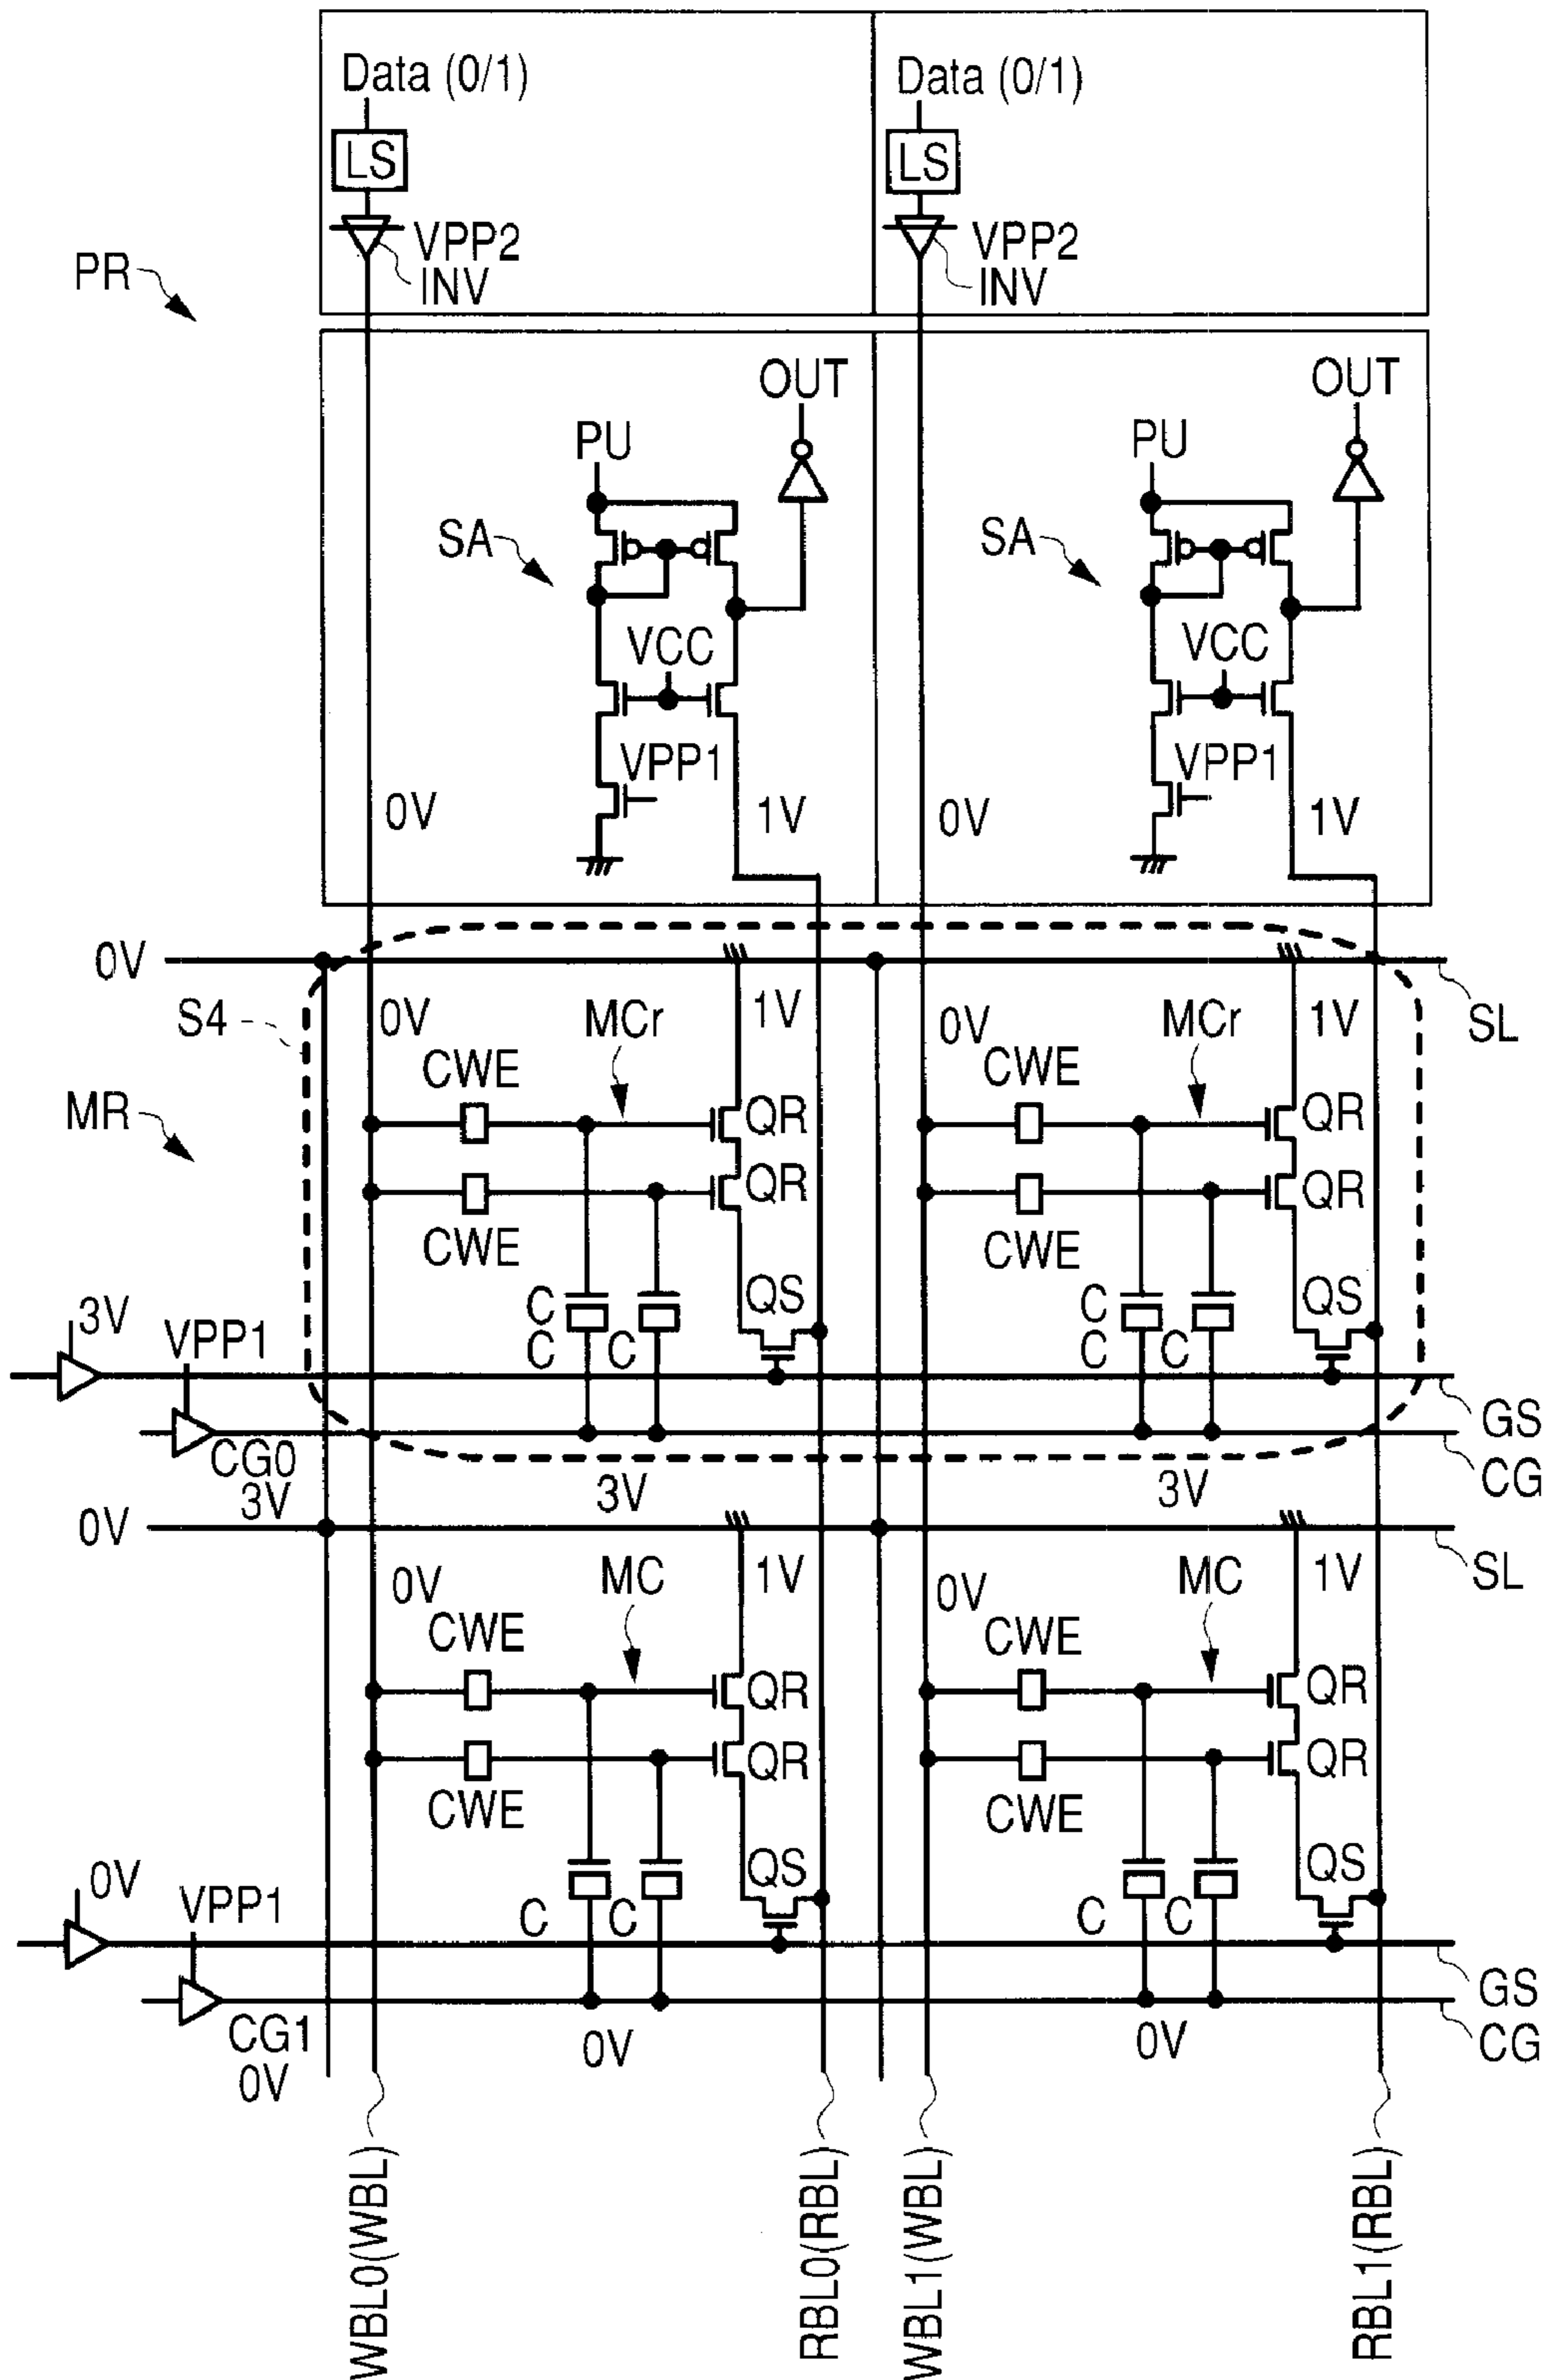 Data (0/1)
Data (0/1)
LS
LS
VPP2
INV
VPP2
INV
PR
OUT
OUT
PU
PU
SA
SA
VCC
VCC
VPP1
VPP1
0V
1V
0V
1V
0V
S4
0V
MCr
1V
0V
MCr
1V
SL
CWE
CWE
MR
QR
QR
QR
QR
CWE
CWE
C
QS
C
QS
3V
VPP1
C
C
C
C
GS
CG0
CG
3V
3V
3V
0V
0V
MC
1V
0V
MC
1V
SL
CWE
CWE
QR
QR
QR
QR
CWE
CWE
QS
QS
0V
VPP1
C
C
C
C
GS
CG1
0V
0V
CG
0V
WBL0(WBL)
RBL0(RBL)
WBL1(WBL)
RBL1(RBL)